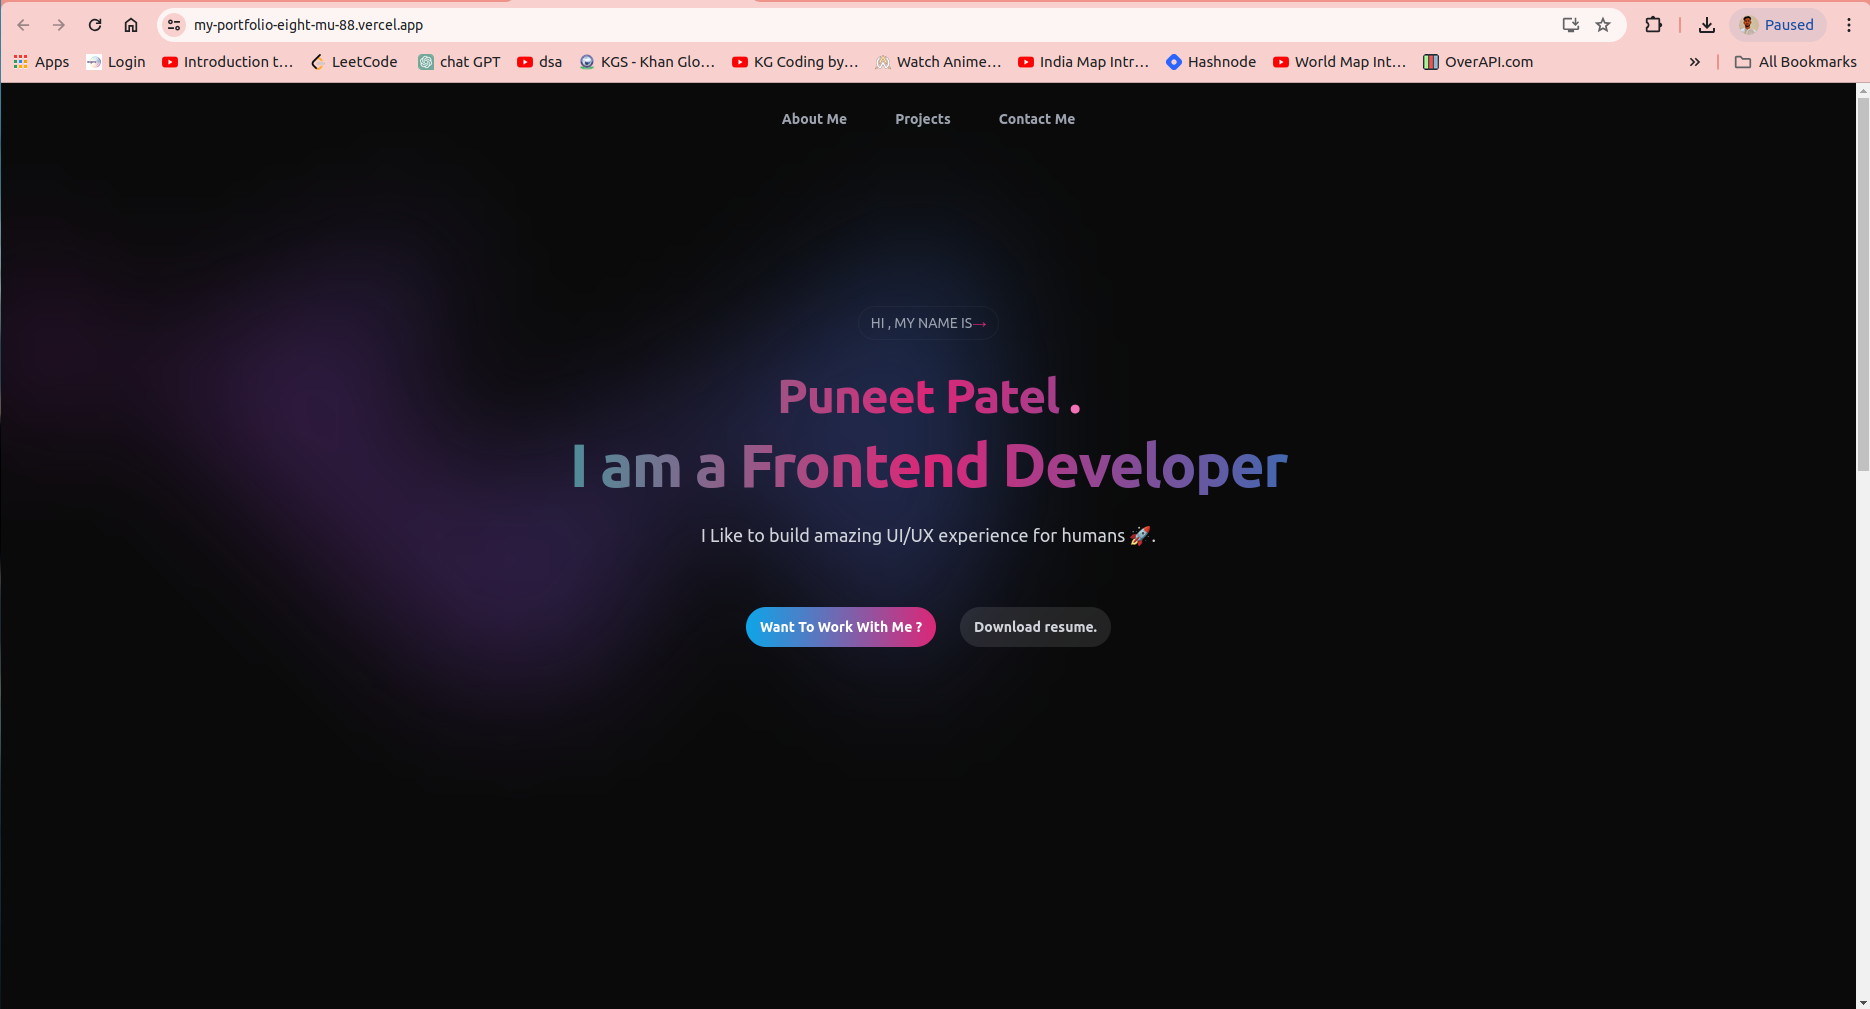 my-portfolio-eight-mu-88.vercel.app
Paused
Apps Login Introduction t... LeetCode chat GPT dsa KGS - Khan Glo... KG Coding by... Watch Anime... India Map Intr... Hashnode World Map Int... OverAPI.com » All Bookmarks
About Me Projects Contact Me
HI , MY NAME IS→
Puneet Patel .
I am a Frontend Developer
I Like to build amazing UI/UX experience for humans 🚀.
Want To Work With Me ? Download resume.